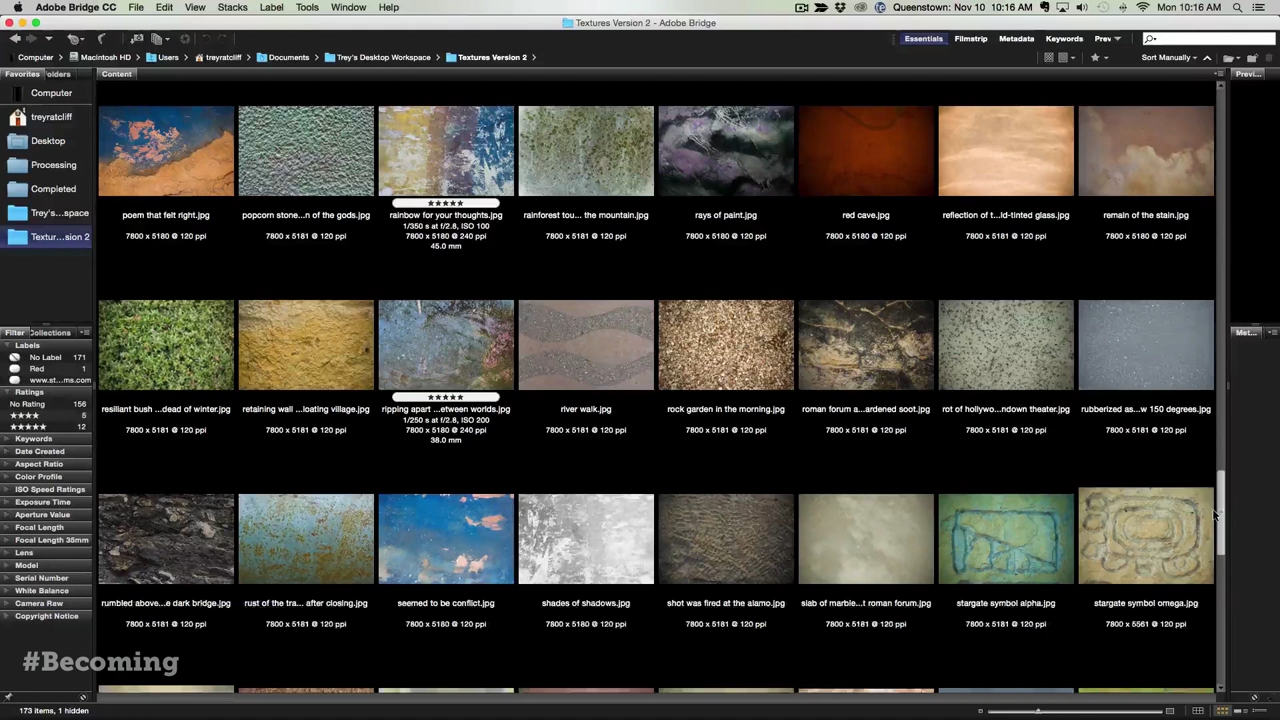 Adobe Bridge CC File Edit View Stacks Label Tools Window Help Queenstown: Nov 10 10:16 AM Mon 10:16 AM
Textures Version 2 - Adobe Bridge
Essentials Filmstrip Metadata Keywords Prev
Computer Macintosh HD Users treyratcliff Documents Trey's Desktop Workspace Textures Version 2 Sort Manually
Favorites olders Content Previ...
Computer
treyratcliff
Desktop
Processing
Completed
Trey's...space
Textur...sion 2
poem that felt right.jpg popcorn stone...n of the gods.jpg rainbow for your thoughts.jpg rainforest tou... the mountain.jpg rays of paint.jpg red cave.jpg reflection of t...ld-tinted glass.jpg remain of the stain.jpg
7800 x 5180 @ 120 ppi 7800 x 5181 @ 120 ppi 1/350 s at f/2.8, ISO 100 7800 x 5181 @ 120 ppi 7800 x 5180 @ 120 ppi 7800 x 5181 @ 120 ppi 7800 x 5181 @ 120 ppi 7800 x 5180 @ 120 ppi
7800 x 5180 @ 240 ppi
45.0 mm
Filter Collections Met...
Labels
No Label 171
Red 1
www.st...ms.com
Ratings
No Rating 156
★★★★ 5
★★★★★ 12
Keywords
Date Created
Aspect Ratio
Color Profile
ISO Speed Ratings
Exposure Time
Aperture Value
Focal Length
Focal Length 35mm
Lens
Model
Serial Number
White Balance
Camera Raw
Copyright Notice
resiliant bush ...dead of winter.jpg retaining wall ...loating village.jpg ripping apart ...etween worlds.jpg river walk.jpg rock garden in the morning.jpg roman forum a...ardened soot.jpg rot of hollywo...ndown theater.jpg rubberized as...w 150 degrees.jpg
7800 x 5181 @ 120 ppi 7800 x 5181 @ 120 ppi 1/250 s at f/2.8, ISO 200 7800 x 5181 @ 120 ppi 7800 x 5181 @ 120 ppi 7800 x 5181 @ 120 ppi 7800 x 5181 @ 120 ppi 7800 x 5181 @ 120 ppi
7800 x 5180 @ 240 ppi
38.0 mm
rumbled above...e dark bridge.jpg rust of the tra... after closing.jpg seemed to be conflict.jpg shades of shadows.jpg shot was fired at the alamo.jpg slab of marble...t roman forum.jpg stargate symbol alpha.jpg stargate symbol omega.jpg
7800 x 5181 @ 120 ppi 7800 x 5181 @ 120 ppi 7800 x 5180 @ 120 ppi 7800 x 5180 @ 120 ppi 7800 x 5181 @ 120 ppi 7800 x 5181 @ 120 ppi 7800 x 5181 @ 120 ppi 7800 x 5561 @ 120 ppi
#Becoming
173 items, 1 hidden